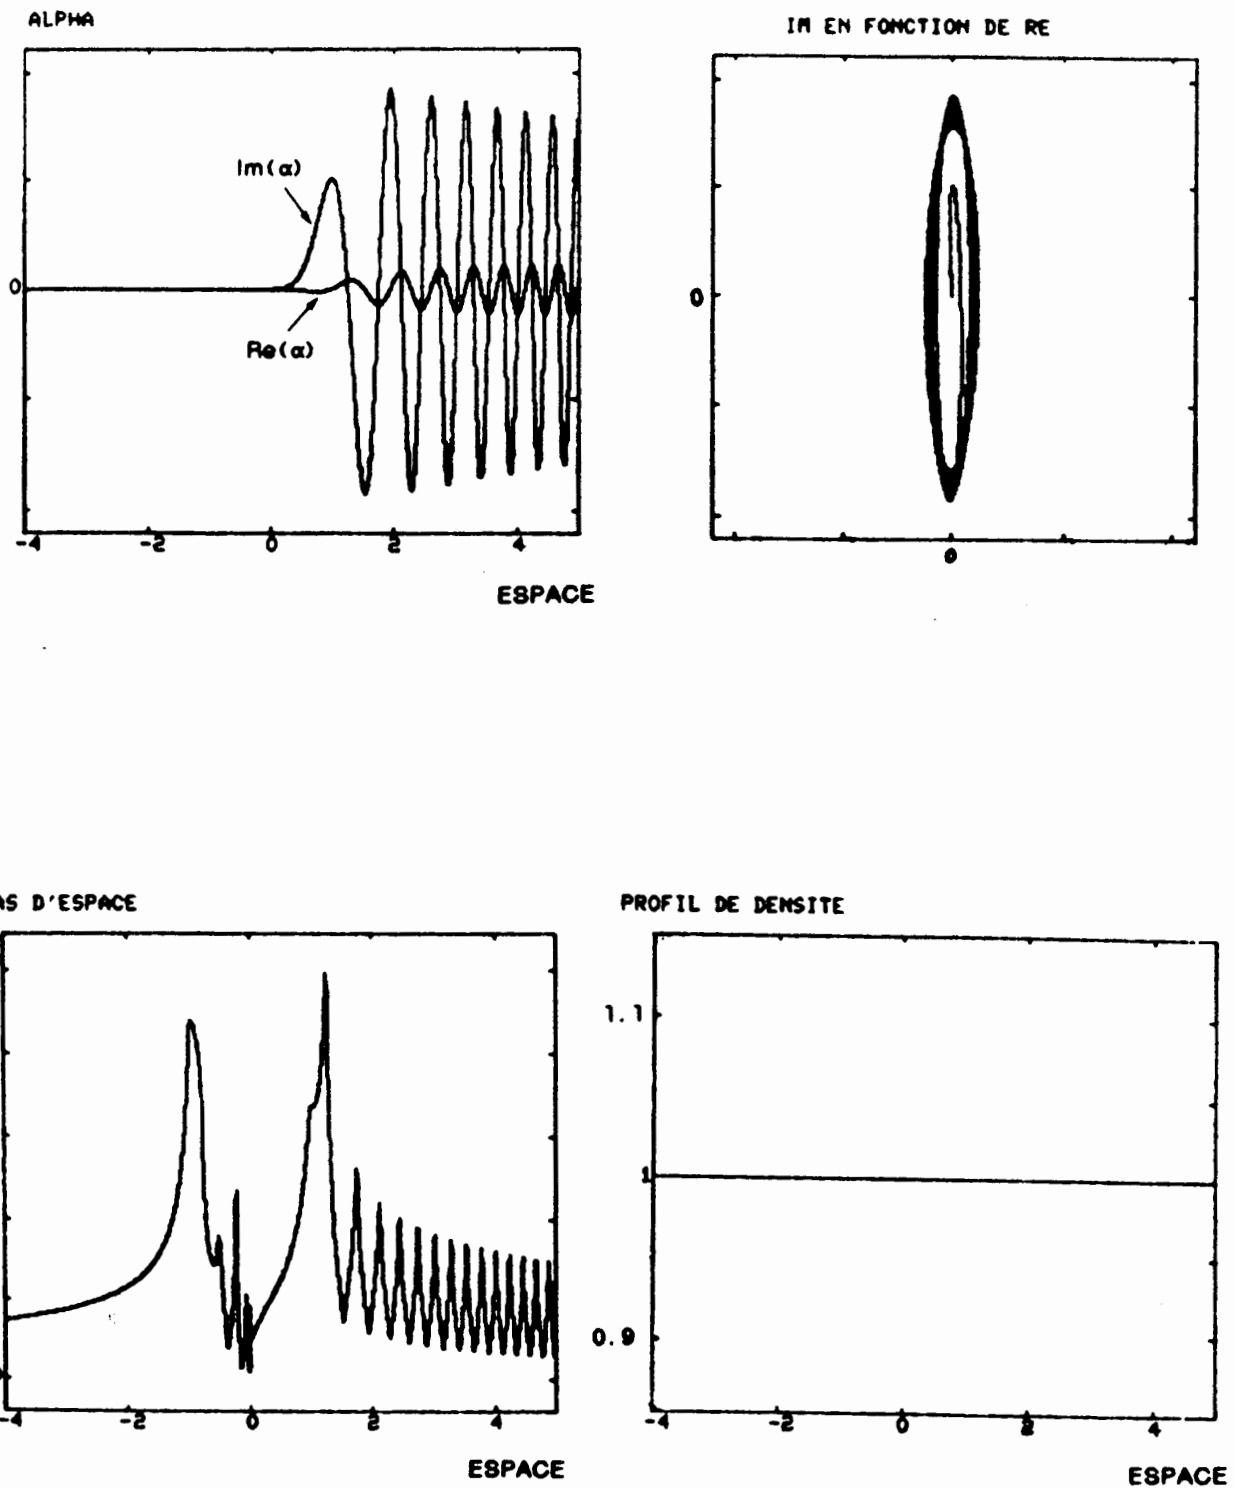 ALPHA
IM EN FONCTION DE RE
Im(α)
Re(α)
0
-4 -2 0 2 4
ESPACE
0
0
AS D'ESPACE
PROFIL DE DENSITE
-4 -2 0 2 4
ESPACE
1.1
1
0.9
-4 -2 0 2 4
ESPACE